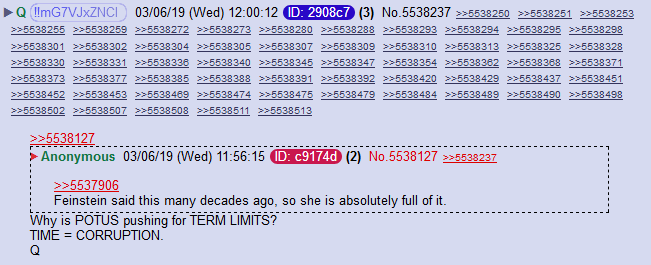 Q !!mG7VJxZNCI 03/06/19 (Wed) 12:00:12 ID: 2908c7 (3) No.5538237 >>5538250 >>5538251 >>5538253
>>5538255 >>5538259 >>5538272 >>5538273 >>5538280 >>5538288 >>5538293 >>5538294 >>5538295 >>5538298
>>5538301 >>5538302 >>5538304 >>5538305 >>5538307 >>5538309 >>5538310 >>5538313 >>5538325 >>5538328
>>5538330 >>5538331 >>5538336 >>5538340 >>5538345 >>5538347 >>5538354 >>5538362 >>5538368 >>5538371
>>5538373 >>5538377 >>5538385 >>5538388 >>5538391 >>5538392 >>5538420 >>5538429 >>5538437 >>5538451
>>5538452 >>5538453 >>5538469 >>5538474 >>5538475 >>5538479 >>5538484 >>5538489 >>5538490 >>5538498
>>5538502 >>5538507 >>5538508 >>5538511 >>5538513
>>5538127
Anonymous 03/06/19 (Wed) 11:56:15 ID: c9174d (2) No.5538127 >>5538237
>>5537906
Feinstein said this many decades ago, so she is absolutely full of it.
Why is POTUS pushing for TERM LIMITS?
TIME = CORRUPTION.
Q